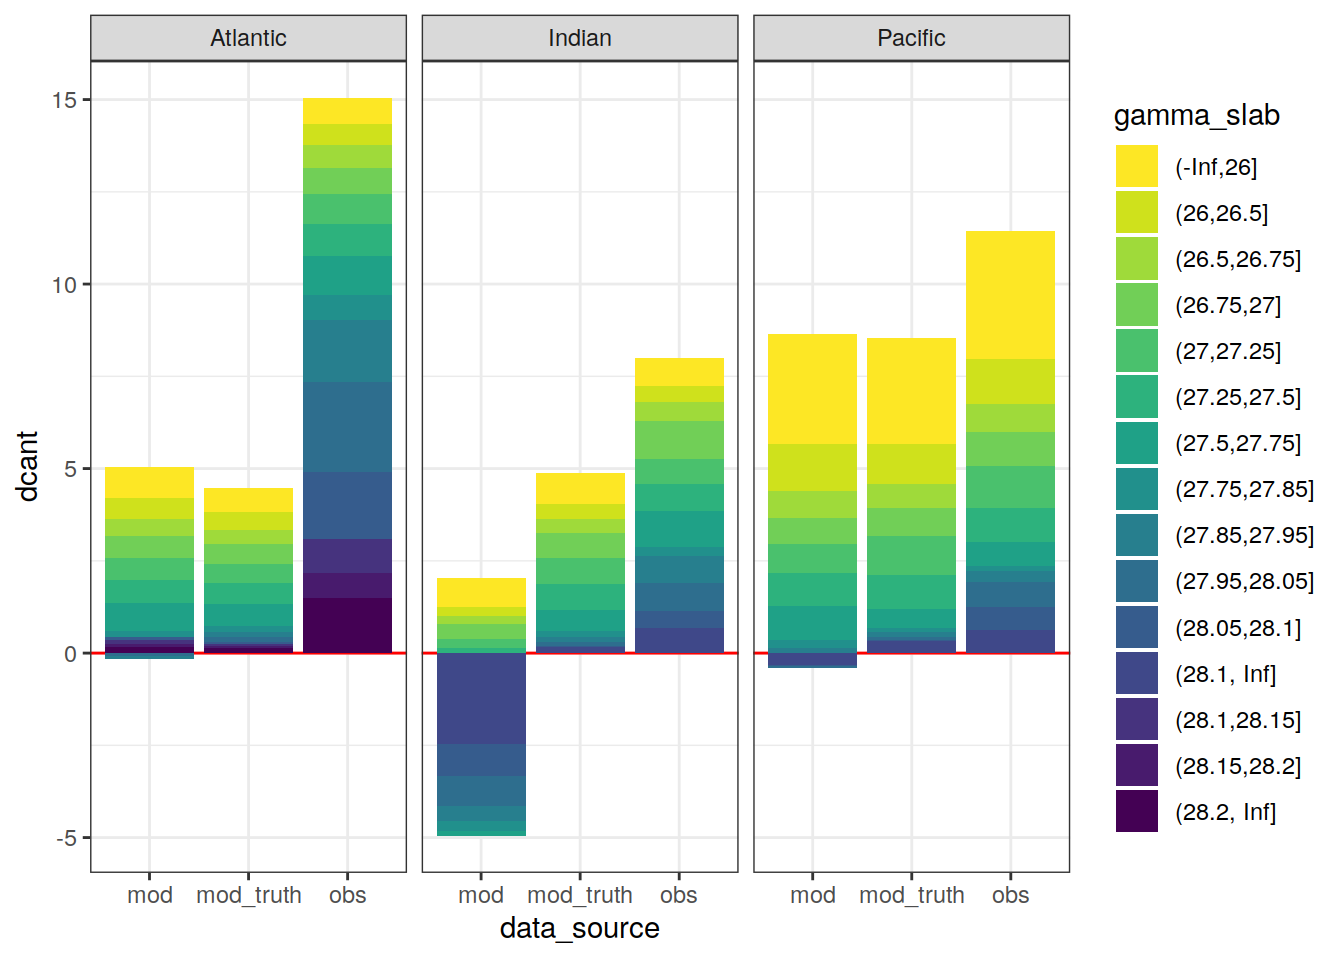 Atlantic
Indian
Pacific
15
10
5
0
-5
dcant
mod
mod_truth
obs
mod
mod_truth
obs
mod
mod_truth
obs
data_source
gamma_slab
(-Inf,26]
(26,26.5]
(26.5,26.75]
(26.75,27]
(27,27.25]
(27.25,27.5]
(27.5,27.75]
(27.75,27.85]
(27.85,27.95]
(27.95,28.05]
(28.05,28.1]
(28.1, Inf]
(28.1,28.15]
(28.15,28.2]
(28.2, Inf]